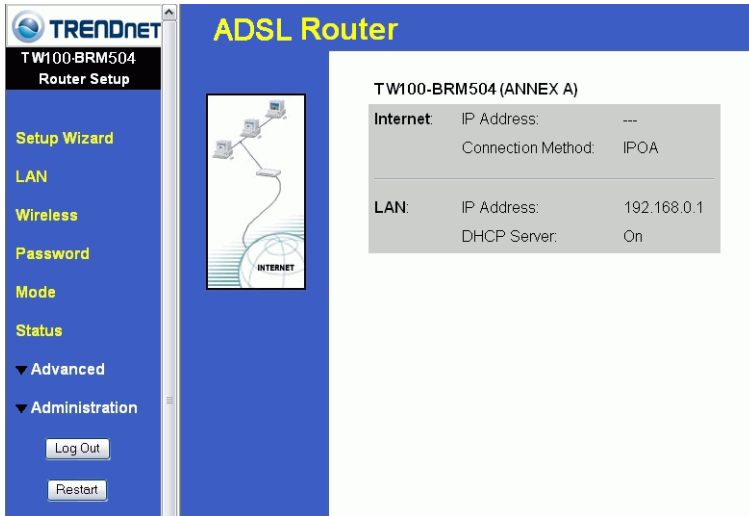 TRENDNET
TW100-BRM504
Router Setup
Setup Wizard
LAN
Wireless
Password
Mode
Status
Advanced
Administration
Log Out
Restart
ADSL Router
INTERNET
TW100-BRM504 (ANNEX A)
Internet: IP Address: ---
Connection Method: IPOA
LAN: IP Address: 192.168.0.1
DHCP Server: On